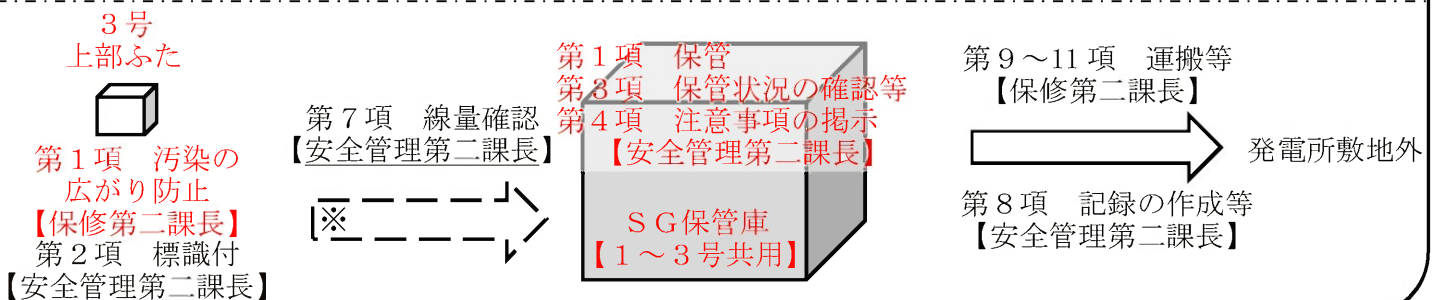 ３号
上部ふた
第１項　汚染の
広がり防止
【保修第二課長】
第２項　標識付
【安全管理第二課長】
第７項　線量確認
【安全管理第二課長】
※
第１項　保管
第３項　保管状況の確認等
第４項　注意事項の掲示
【安全管理第二課長】
ＳＧ保管庫
【１～３号共用】
第９～11項　運搬等
【保修第二課長】
第８項　記録の作成等
【安全管理第二課長】
発電所敷地外